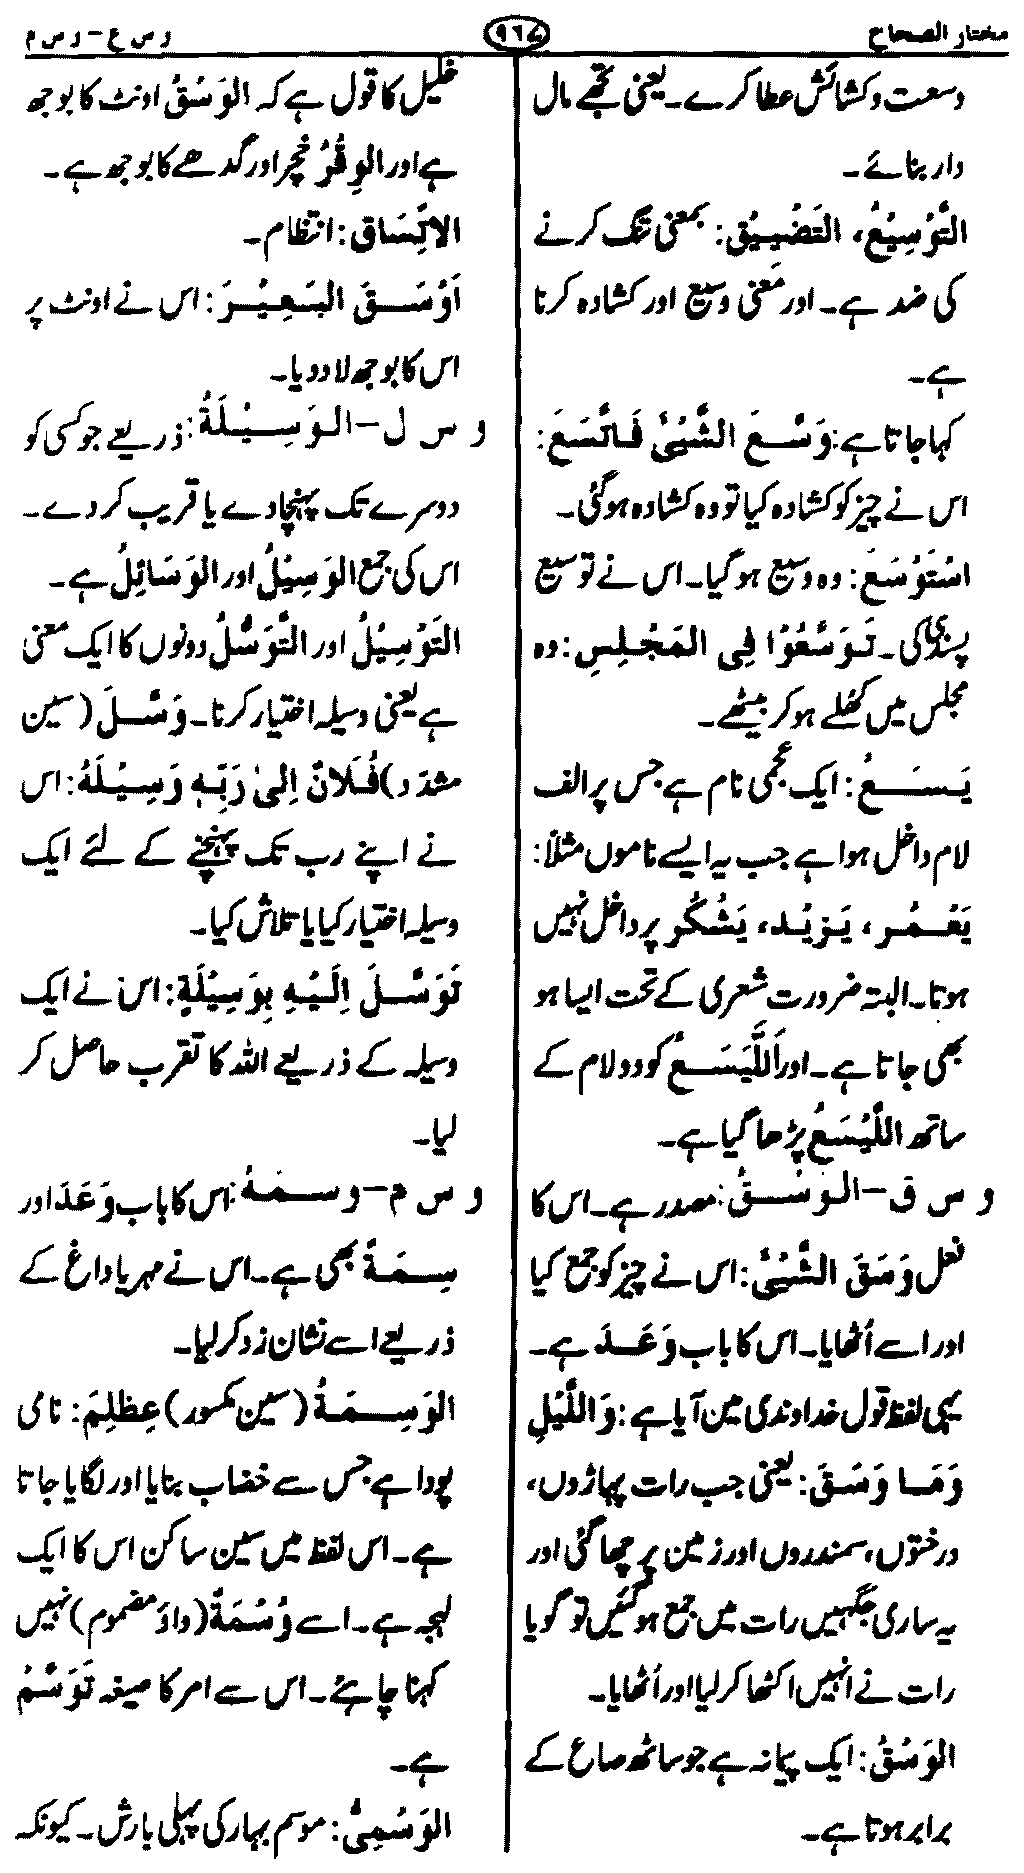 مختار الصحاح
٩٦٧
و س ع – و س م
وسعت و کشائش عطا کرے۔ یعنی تجھے مال
دار بنائے۔
التَّوْسِیْعُ، التَضْیِیْق: بمعنی تنگ کرنے
کی ضد ہے۔ اور معنی وسیع اور کشادہ کرنا
ہے۔
کہا جاتا ہے: وَسَّعَ الشَّیْئَ فَاتَّسَعَ:
اس نے چیز کو کشادہ کیا تو وہ کشادہ ہوگئی۔
اسْتَوْسَعَ: وہ وسیع ہو گیا۔ اس نے توسیع
پسندی کی۔ تَوَسَّعُوْا فِی المَجْلِسِ: وہ
مجلس میں کھلے ہو کر بیٹھے۔
یَسَعُ: ایک عجمی نام ہے جس پر الف
لام داخل ہوا ہے جب یہ ایسے ناموں مثلاً:
یَعْمُر، یَزِیْد، یَشْکُر پر داخل نہیں
ہوتا۔ البتہ ضرورت شعری کے تحت ایسا ہو
بھی جاتا ہے۔ اور اَللَّیَسَعُ کو دو لام کے
ساتھ اللَّیْسَعُ پڑھا گیا ہے۔
و س ق – الوَسْقُ: مصدر ہے۔ اس کا
فعل وَسَقَ الشَّیْئَ: اس نے چیز کو جمع کیا
اور اسے اُٹھایا۔ اس کا باب وَعَدَ ہے۔
یہی لفظ قول خداوندی میں آیا ہے: وَاللَّیْلِ
وَمَا وَسَقَ: یعنی جب رات پہاڑوں،
درختوں، سمندروں اور زمین پر چھا گئی اور
یہ ساری جگہیں رات میں جمع ہو گئیں تو گویا
رات نے انہیں اکٹھا کر لیا اور اُٹھایا۔
الوَسْقُ: ایک پیمانہ ہے جو ساٹھ صاع کے
برابر ہوتا ہے۔
خلیل کا قول ہے کہ الوَسْقُ اونٹ کا بوجھ
ہے اور الوِقْرُ خچر اور گدھے کا بوجھ ہے۔
الاتِّسَاق: انتظام۔
اَوْسَقَ البَعِیْرَ: اس نے اونٹ پر
اس کا بوجھ لاد دیا۔
و س ل – الوَسِیْلَةُ: ذریعے جو کسی کو
دوسرے تک پہنچادے یا قریب کر دے۔
اس کی جمع الوَسِیْلُ اور الوَسَائِلُ ہے۔
التَوْسِیْلُ اور التَّوَسُّلُ دونوں کا ایک معنی
ہے یعنی وسیلہ اختیار کرنا۔ وَسَّلَ (سین
مشدّد) فُلَانٌ اِلیٰ رَبِّہٖ وَسِیْلَةً: اس
نے اپنے رب تک پہنچنے کے لئے ایک
وسیلہ اختیار کیا یا تلاش کیا۔
تَوَسَّلَ اِلَیْہِ بِوَسِیْلَةٍ: اس نے ایک
وسیلہ کے ذریعے اللہ کا تقرب حاصل کر
لیا۔
و س م – وسمةُ: اس کا باب وَعَدَ اور
سِمَةً بھی ہے۔ اس نے مہر یا داغ کے
ذریعے اسے نشان زد کر لیا۔
الوَسِمَةُ (سین مکسور) عِظْلِم: نامی
پودا ہے جس سے خضاب بنایا اور لگایا جاتا
ہے۔ اس لفظ میں سین ساکن اس کا ایک
لہجہ ہے۔ اسے وُسْمَةٌ (واؤ مضموم) نہیں
کہنا چاہئے۔ اس سے امر کا صیغہ تَوَسَّمْ
ہے۔
الوَسْمِیُّ: موسم بہار کی پہلی بارش۔ کیونکہ